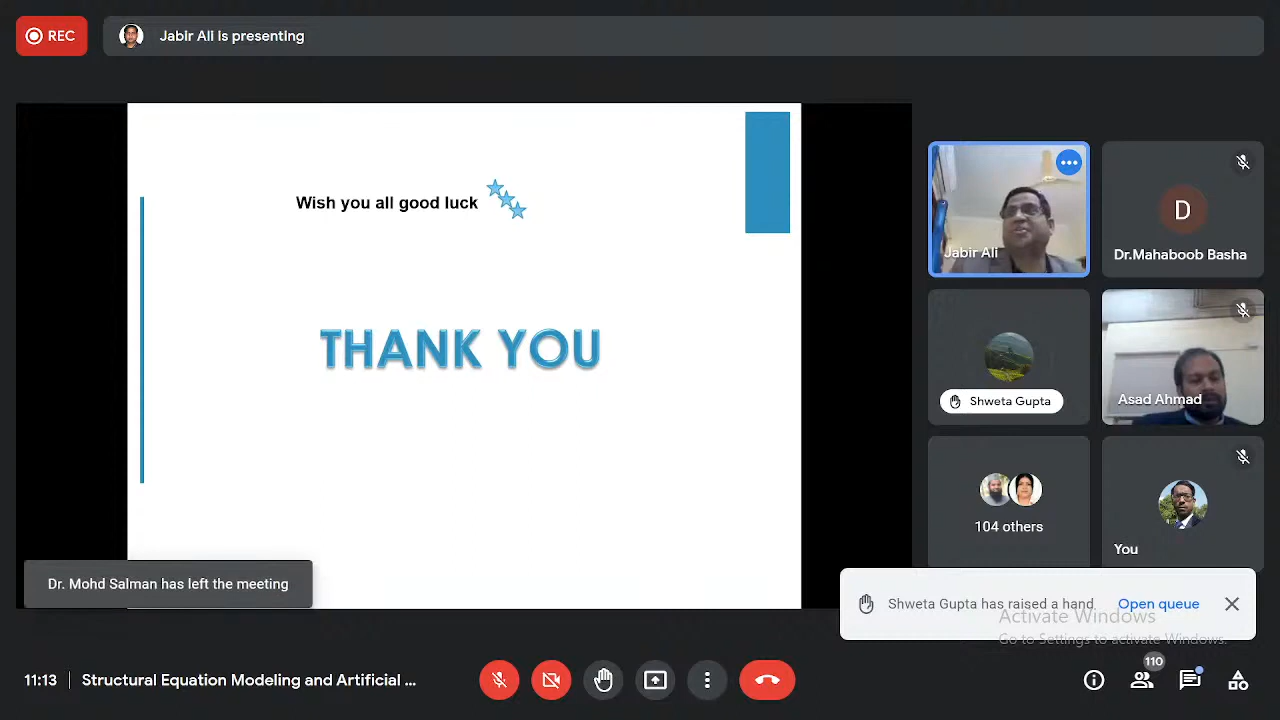 REC
Jabir Ali is presenting
Wish you all good luck
THANK YOU
Jabir Ali
D
Dr.Mahaboob Basha
Shweta Gupta
Asad Ahmad
104 others
You
Dr. Mohd Salman has left the meeting
Shweta Gupta has raised a hand
Open queue
Activate Windows
Go to Settings to activate Windows.
11:13
Structural Equation Modeling and Artificial ...
110